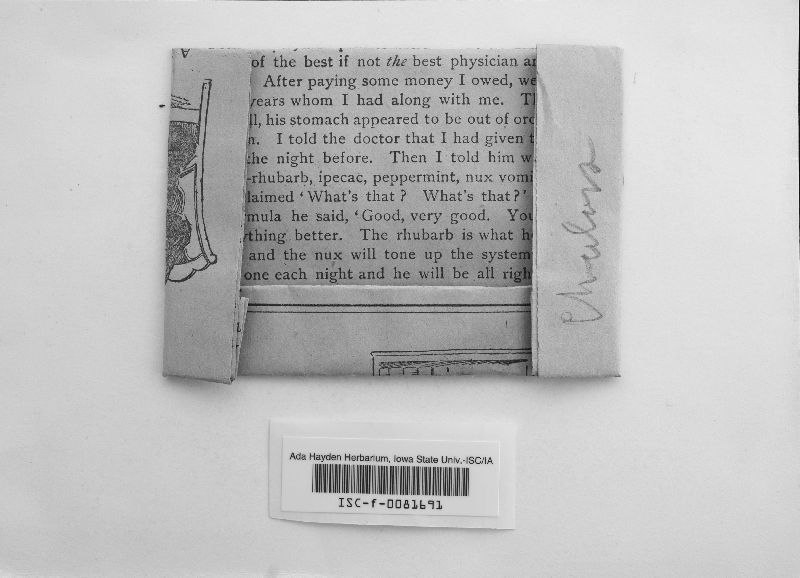 of the best if not the best physician a
After paying some money I owed, we
years whom I had along with me. T
ll, his stomach appeared to be out of or
n. I told the doctor that I had given t
the night before. Then I told him w
-rhubarb, ipecac, peppermint, nux vomi
laimed ‘What's that? What's that?’
mula he said, ‘Good, very good. You
thing better. The rhubarb is what h
and the nux will tone up the system
one each night and he will be all righ
Ada Hayden Herbarium, Iowa State Univ.-ISC/IA
ISC-f-0081691